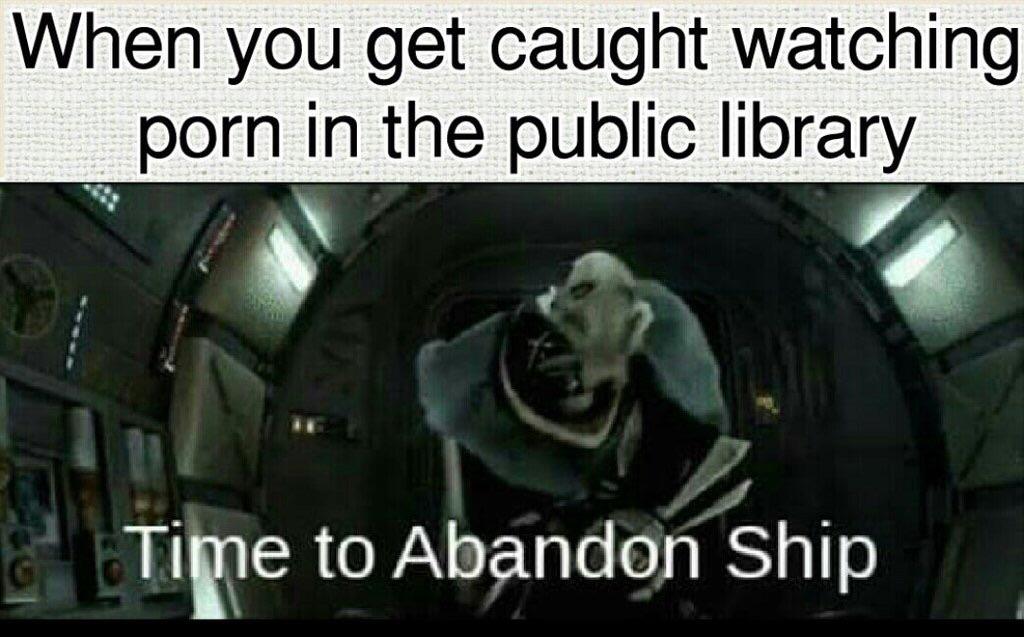 When you get caught watching
porn in the public library
Time to Abandon Ship